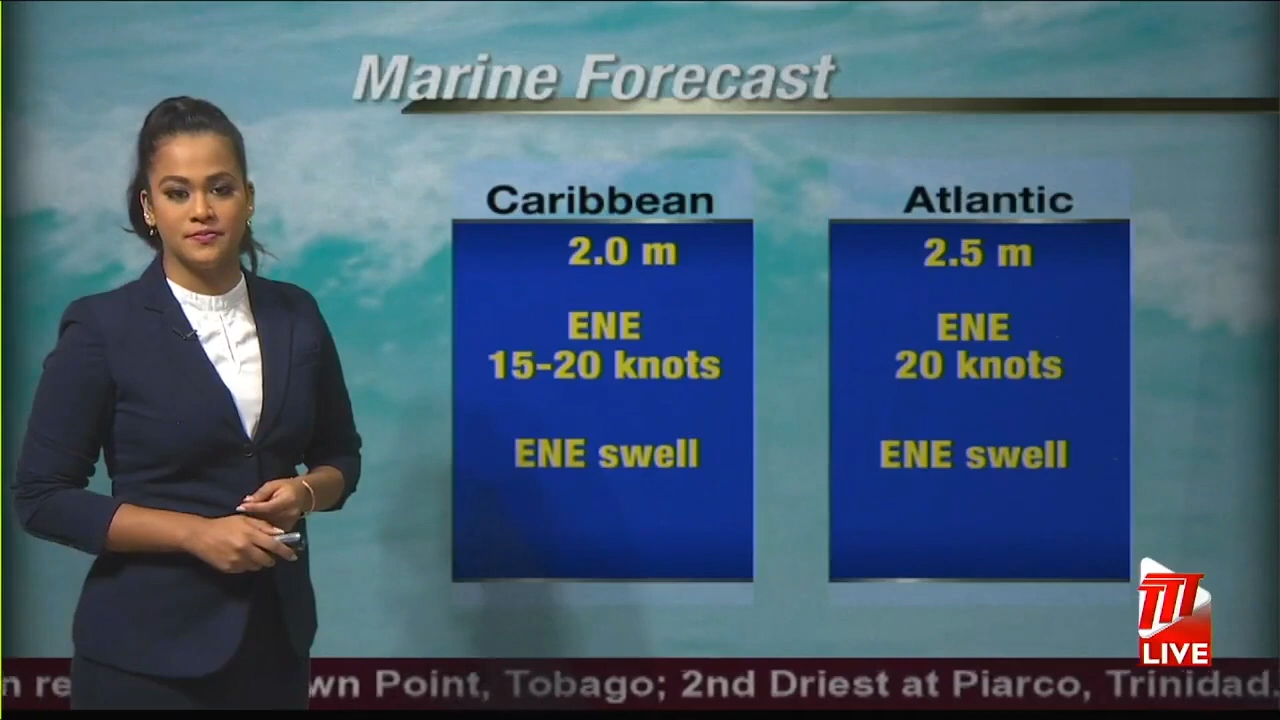 Marine Forecast
Caribbean
2.0 m
ENE
15-20 knots
ENE swell
Atlantic
2.5 m
ENE
20 knots
ENE swell
TTT
LIVE
Point, Tobago; 2nd Driest at Piarco, Trinidad.